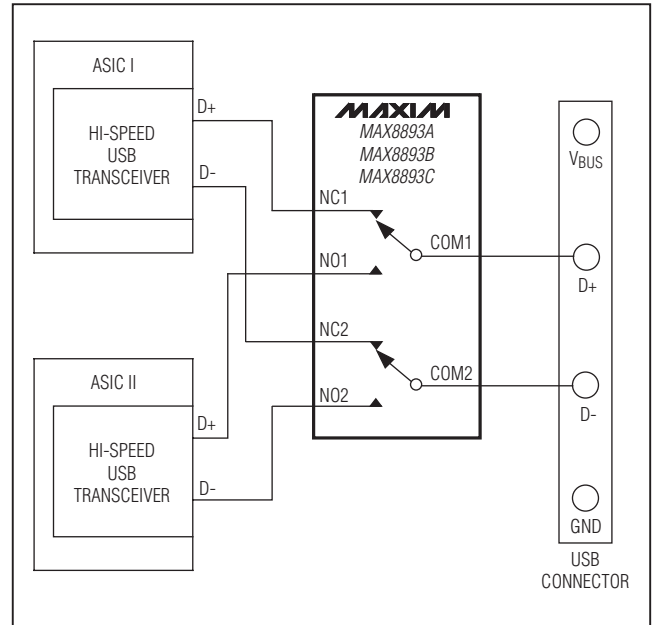 ASIC I
HI-SPEED
USB
TRANSCEIVER
D+
D-
ASIC II
HI-SPEED
USB
TRANSCEIVER
D+
D-
MAXIM
MAX8893A
MAX8893B
MAX8893C
NC1
COM1
NO1
NC2
COM2
NO2
VBUS
D+
D-
GND
USB
CONNECTOR